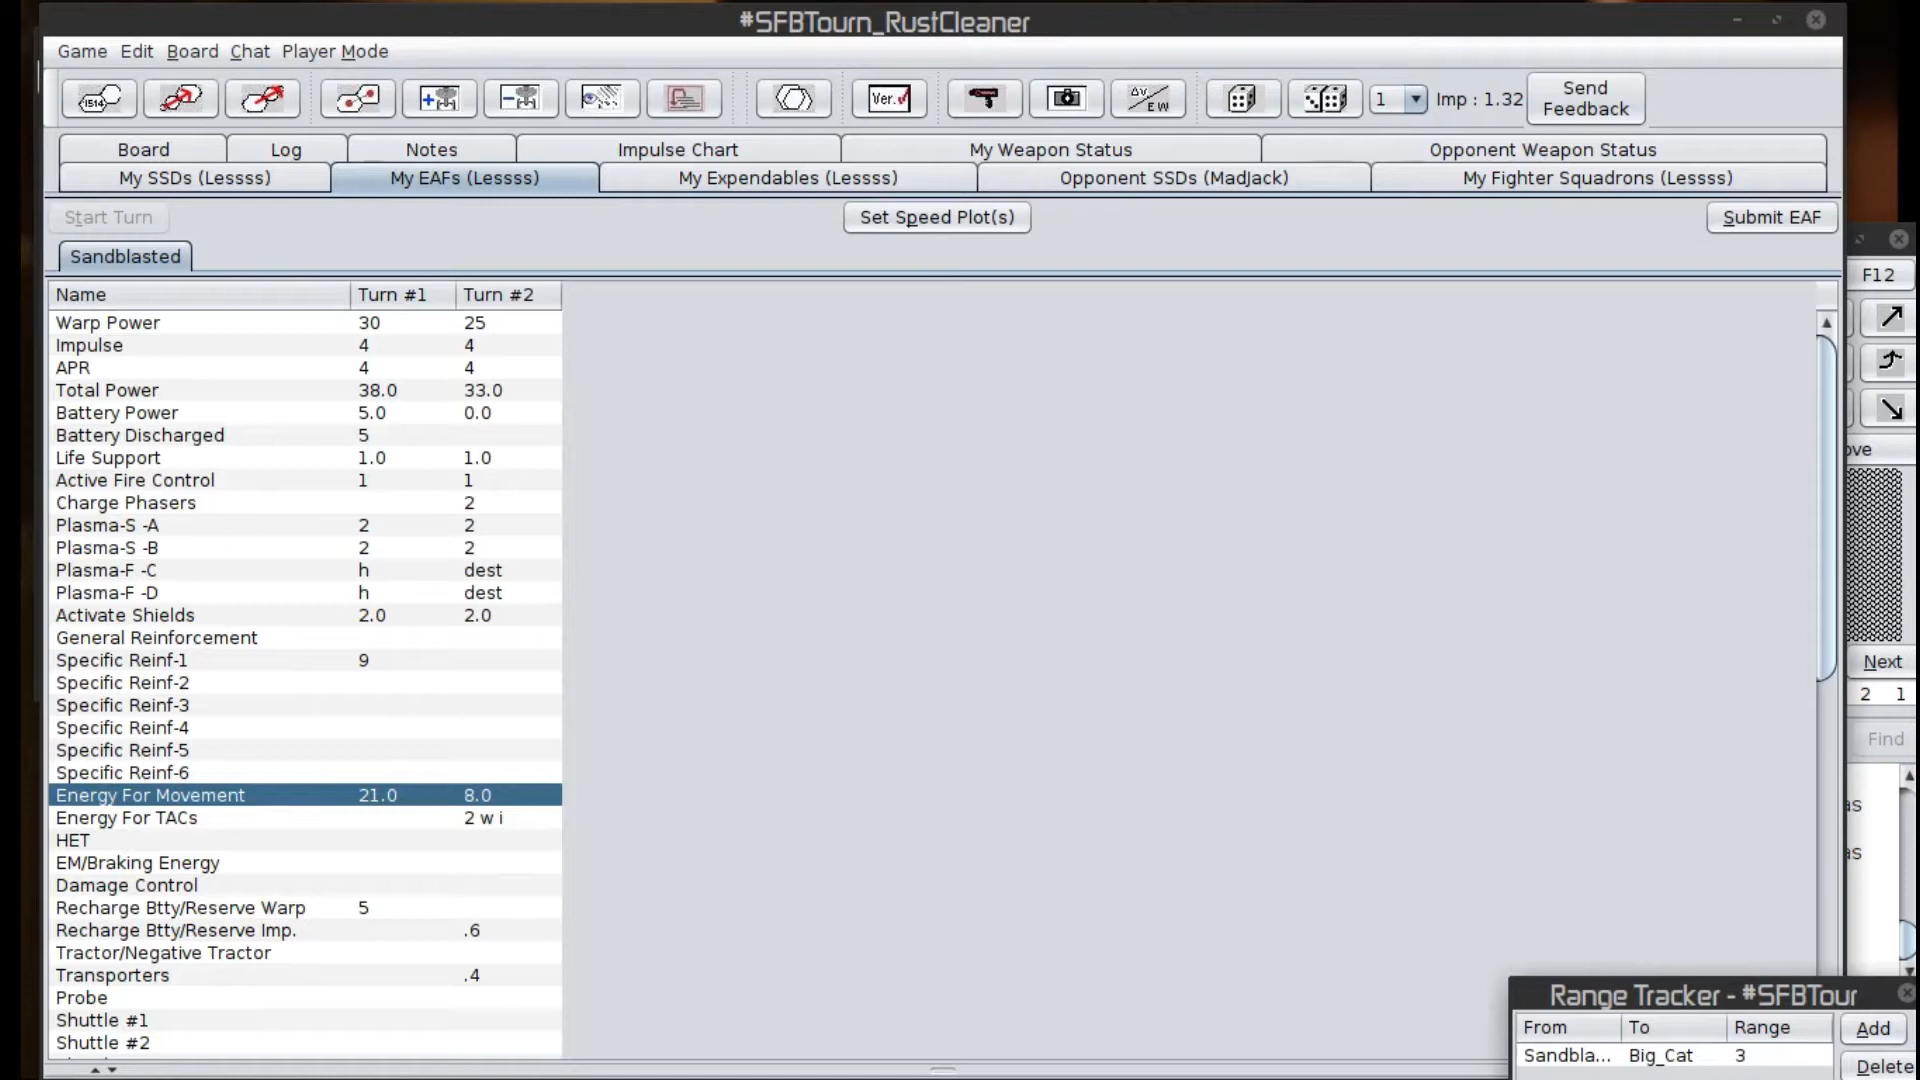 #SFBTourn_RustCleaner
Game Edit Board Chat Player Mode
1514 Ver. ΔV EW 1 Imp : 1.32 Send Feedback
Board Log Notes Impulse Chart My Weapon Status Opponent Weapon Status
My SSDs (Lessss) My EAFs (Lessss) My Expendables (Lessss) Opponent SSDs (MadJack) My Fighter Squadrons (Lessss)
Start Turn Set Speed Plot(s) Submit EAF
Sandblasted
F12
Name Turn #1 Turn #2
Warp Power 30 25
Impulse 4 4
APR 4 4
Total Power 38.0 33.0
Battery Power 5.0 0.0
Battery Discharged 5
Life Support 1.0 1.0
Active Fire Control 1 1
Charge Phasers 2
Plasma-S -A 2 2
Plasma-S -B 2 2
Plasma-F -C h dest
Plasma-F -D h dest
Activate Shields 2.0 2.0
General Reinforcement
Specific Reinf-1 9
Specific Reinf-2
Specific Reinf-3
Specific Reinf-4
Specific Reinf-5
Specific Reinf-6
Energy For Movement 21.0 8.0
Energy For TACs 2 w i
HET
EM/Braking Energy
Damage Control
Recharge Btty/Reserve Warp 5
Recharge Btty/Reserve Imp. .6
Tractor/Negative Tractor
Transporters .4
Probe
Shuttle #1
Shuttle #2
ove
Next
2 1
Find
as
as
Range Tracker - #SFBTour
From To Range Add
Sandbla... Big_Cat 3 Delete